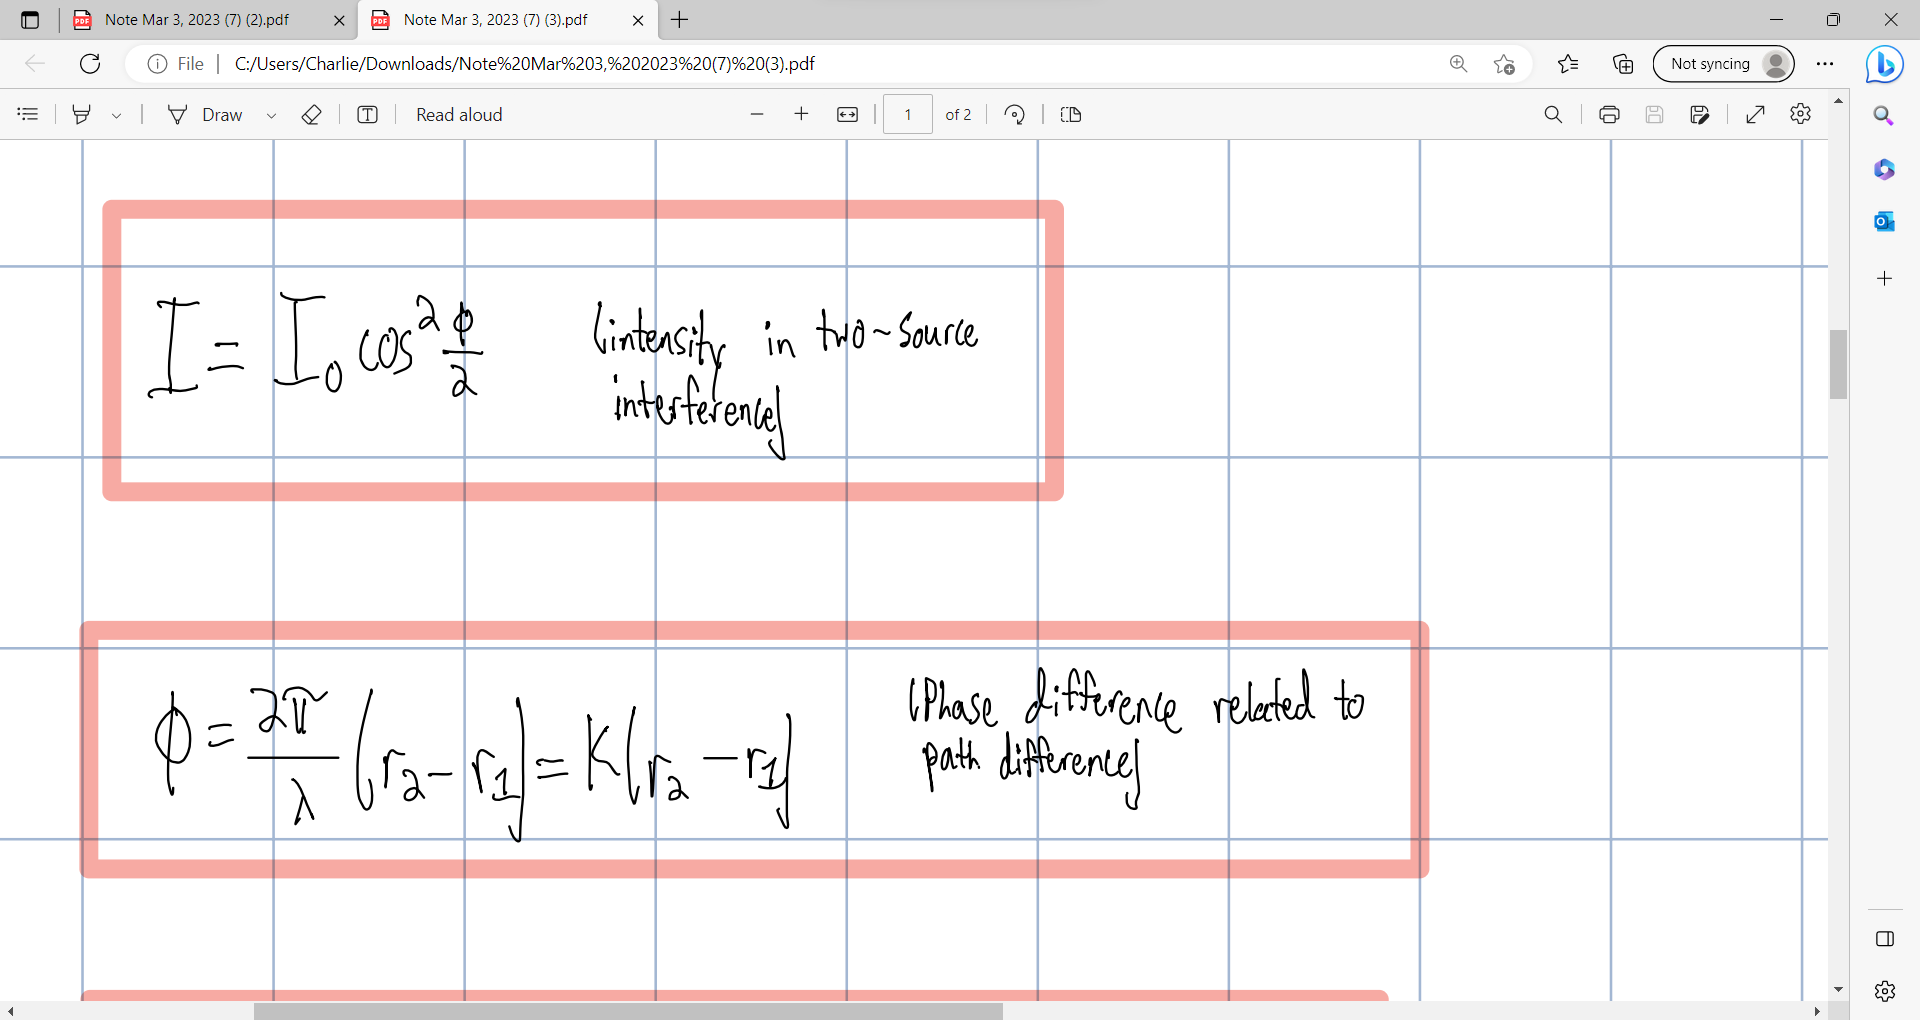 Note Mar 3, 2023 (7) (2).pdf
Note Mar 3, 2023 (7) (3).pdf
File C:/Users/Charlie/Downloads/Note%20Mar%203,%202023%20(7)%20(3).pdf Not syncing
Draw Read aloud 1 of 2
I = I₀ cos² ϕ/2 (intensity in two-source
interference)
ϕ = 2π/λ (r₂ - r₁) = K(r₂ - r₁) (Phase difference related to
path difference)